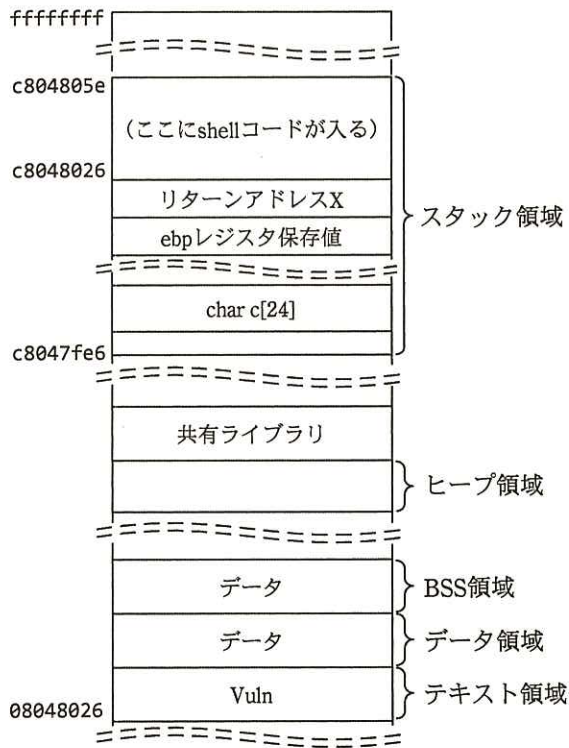 ffffffff
c804805e
(ここにshellコードが入る)
c8048026
リターンアドレスX
ebpレジスタ保存値
スタック領域
char c[24]
c8047fe6
共有ライブラリ
ヒープ領域
データ
BSS領域
データ
データ領域
Vuln
テキスト領域
08048026